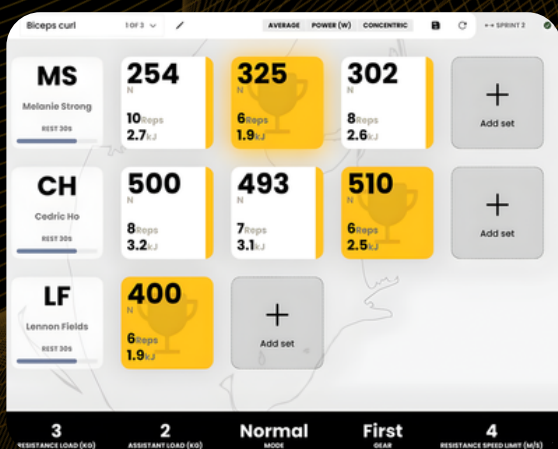 Biceps curl 1 OF 3 AVERAGE POWER (W) CONCENTRIC SPRINT 2
MS
Melanie Strong
REST 30s
254
N
10Reps
2.7kJ
325
N
6Reps
1.9kJ
302
N
8Reps
2.6kJ
Add set
CH
Cedric Ho
REST 30s
500
N
8Reps
3.2kJ
493
N
7Reps
3.1kJ
510
N
6Reps
2.5kJ
Add set
LF
Lennon Fields
REST 30s
400
N
6Reps
1.9kJ
Add set
3
RESISTANCE LOAD (KG)
2
ASSISTANT LOAD (KG)
Normal
MODE
First
GEAR
4
RESISTANCE SPEED LIMIT (M/S)